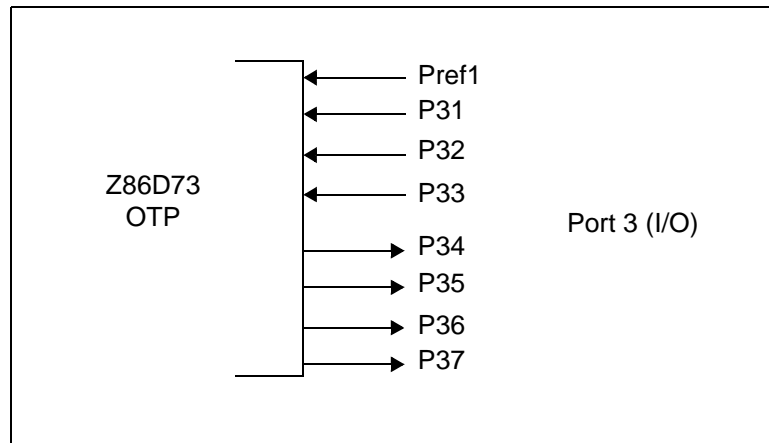 Z86D73
OTP
Pref1
P31
P32
P33
P34
P35
P36
P37
Port 3 (I/O)